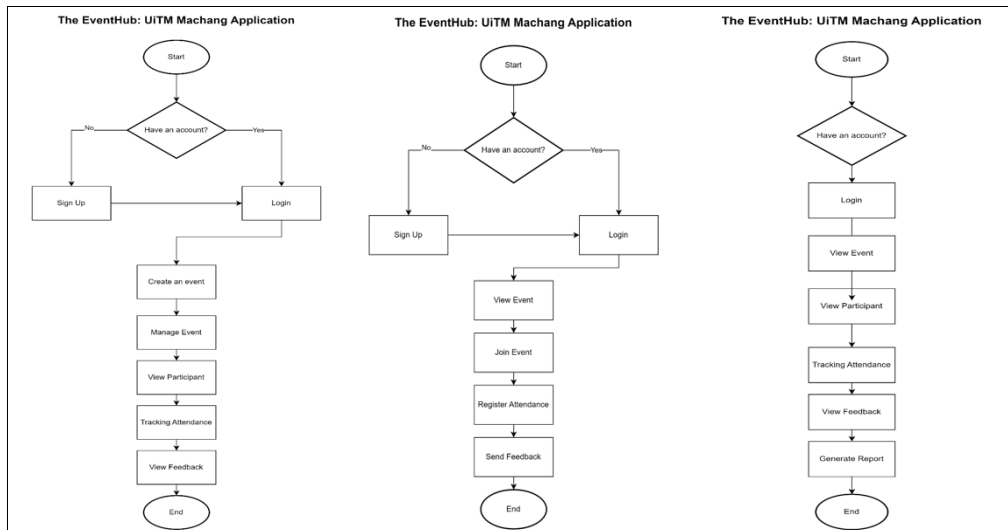 The EventHub: UiTM Machang Application
Start
Have an account?
No
Yes
Sign Up
Login
Create an event
Manage Event
View Participant
Tracking Attendance
View Feedback
End
The EventHub: UiTM Machang Application
Start
Have an account?
No
Yes
Sign Up
Login
View Event
Join Event
Register Attendance
Send Feedback
End
The EventHub: UiTM Machang Application
Start
Have an account?
Login
View Event
View Participant
Tracking Attendance
View Feedback
Generate Report
End